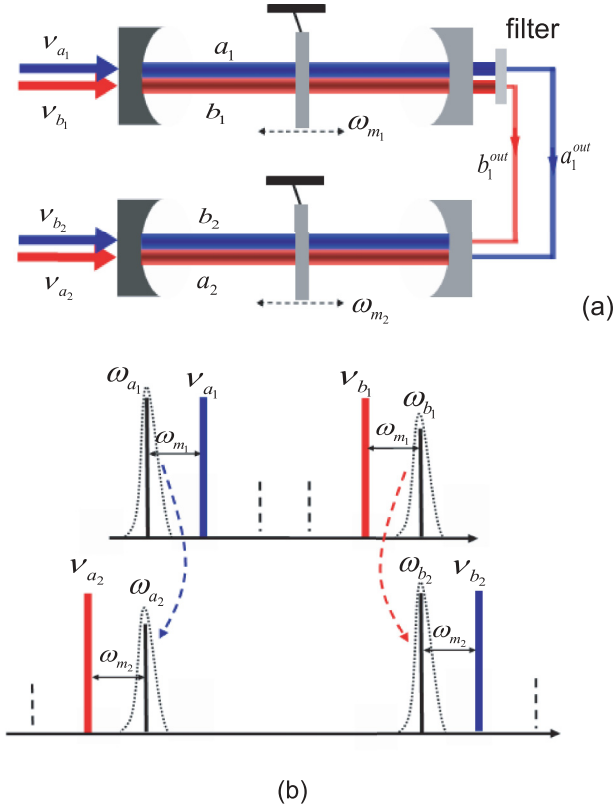 filter
ν_{a_1}
a_1
ν_{b_1}
b_1
ω_{m_1}
b_1^{out}
a_1^{out}
ν_{b_2}
b_2
ν_{a_2}
a_2
ω_{m_2}
(a)
ω_{a_1} ν_{a_1} ν_{b_1} ω_{b_1}
ω_{m_1} ω_{m_1}
ν_{a_2} ω_{a_2} ω_{b_2} ν_{b_2}
ω_{m_2} ω_{m_2}
(b)